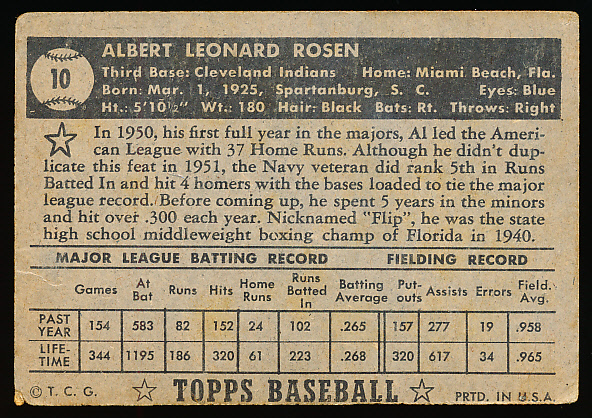 10
ALBERT LEONARD ROSEN
Third Base: Cleveland Indians Home: Miami Beach, Fla.
Born: Mar. 1, 1925, Spartanburg, S. C. Eyes: Blue
Ht.: 5'10½" Wt.: 180 Hair: Black Bats: Rt. Throws: Right
In 1950, his first full year in the majors, Al led the Ameri-
can League with 37 Home Runs. Although he didn't dup-
licate this feat in 1951, the Navy veteran did rank 5th in Runs
Batted In and hit 4 homers with the bases loaded to tie the major
league record. Before coming up, he spent 5 years in the minors
and hit over .300 each year. Nicknamed "Flip", he was the state
high school middleweight boxing champ of Florida in 1940.
MAJOR LEAGUE BATTING RECORD FIELDING RECORD
Games At Bat Runs Hits Home Runs Runs Batted In Batting Average Put-outs Assists Errors Field. Avg.
PAST YEAR 154 583 82 152 24 102 .265 157 277 19 .958
LIFE-TIME 344 1195 186 320 61 223 .268 320 617 34 .965
© T. C. G. ☆ TOPPS BASEBALL ☆ PRTD. IN U.S.A.